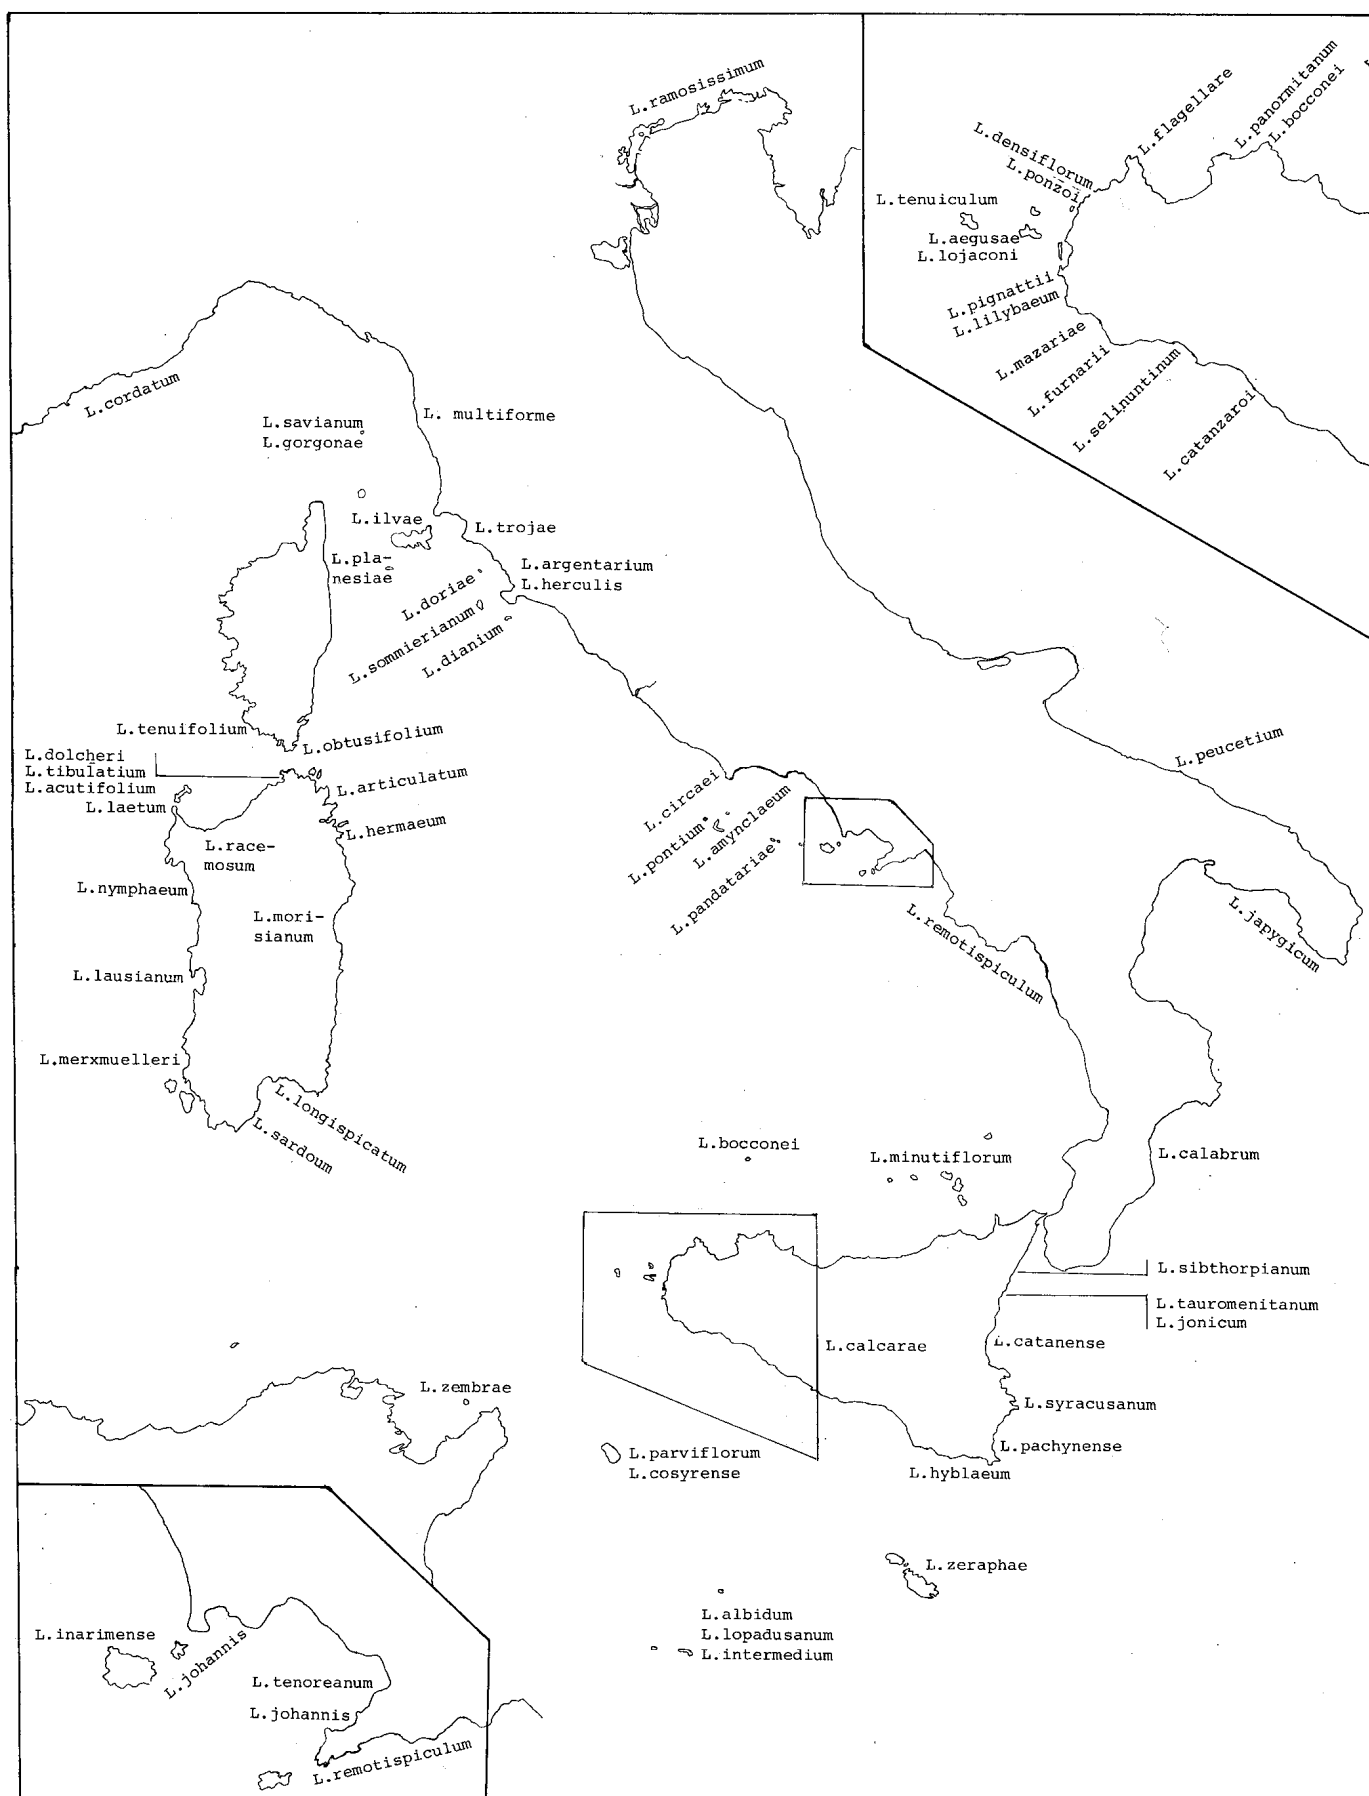 L.ramosissimum
L.flagellare
L.panormitanum
L.bocconei
L.densiflorum
L.ponzoi
L.tenuiculum
L.aegusae
L.lojaconi
L.pignattii
L.lilybaeum
L.mazariae
L.furnarii
L.selinuntinum
L.catanzaroi
L.cordatum
L. multiforme
L.savianum
L.gorgonae
L.ilvae
L.trojae
L.pla-
nesiae
L.argentarium
L.herculis
L.doriae
L.sommierianum
L.dianium
L.tenuifolium
L.obtusifolium
L.dolcheri
L.tibulatium
L.acutifolium
L.articulatum
L.laetum
L.hermaeum
L.race-
mosum
L.nymphaeum
L.mori-
sianum
L.lausianum
L.merxmuelleri
L.longispicatum
L.sardoum
L.circaei
L.pontium
L.amynclaeum
L.pandatariae
L.peucetium
L.remotispiculum
L.japygicum
L.bocconei
L.minutiflorum
L.calabrum
L.sibthorpianum
L.tauromenitanum
L.jonicum
L.calcarae
L.catanense
L.zembrae
L.syracusanum
L.parviflorum
L.cosyrense
L.pachynense
L.hyblaeum
L.zeraphae
L.albidum
L.lopadusanum
L.intermedium
L.inarimense
L.johannis
L.tenoreanum
L.johannis
L.remotispiculum